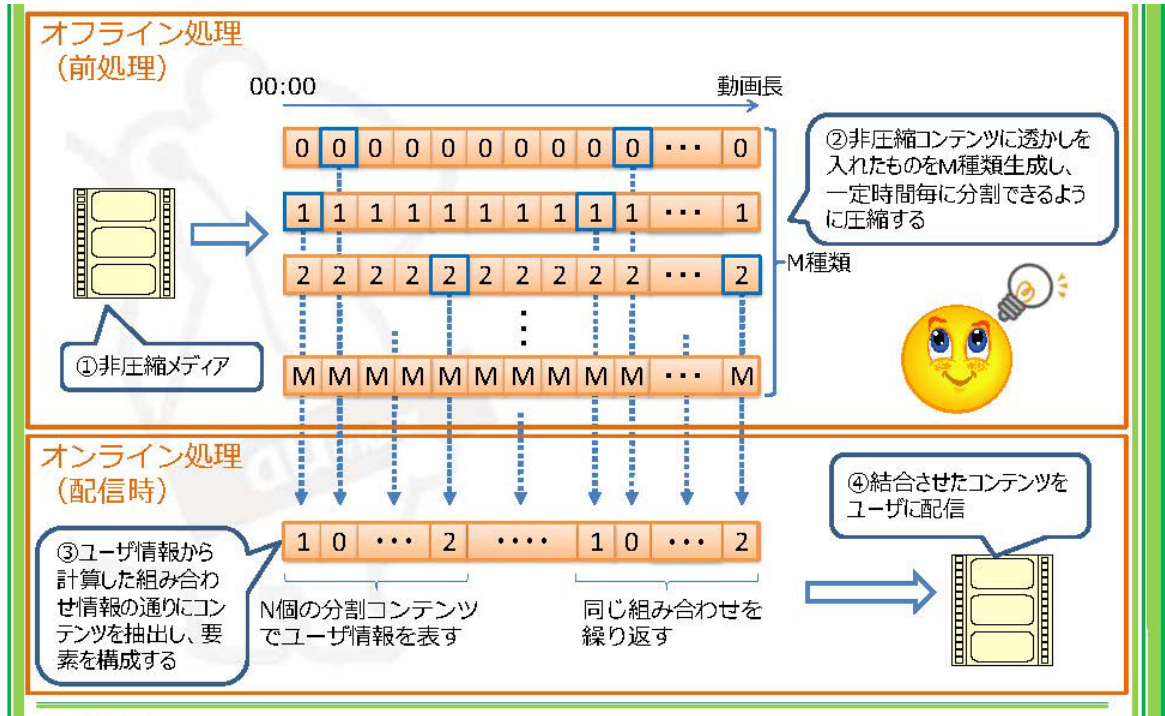 オフライン処理
（前処理）
00:00
動画長
0 0 0 0 0 0 0 0 0 0 ・・・ 0
1 1 1 1 1 1 1 1 1 1 ・・・ 1
2 2 2 2 2 2 2 2 2 2 ・・・ 2
M M M M M M M M M M ・・・ M
M種類
①非圧縮メディア
②非圧縮コンテンツに透かしを
入れたものをM種類生成し、
一定時間毎に分割できるよう
に圧縮する
オンライン処理
（配信時）
③ユーザ情報から
計算した組み合わ
せ情報の通りにコン
テンツを抽出し、要
素を構成する
1 0 ・・・ 2 ・・・・ 1 0 ・・・ 2
N個の分割コンテンツ
でユーザ情報を表す
同じ組み合わせを
繰り返す
④結合させたコンテンツを
ユーザに配信